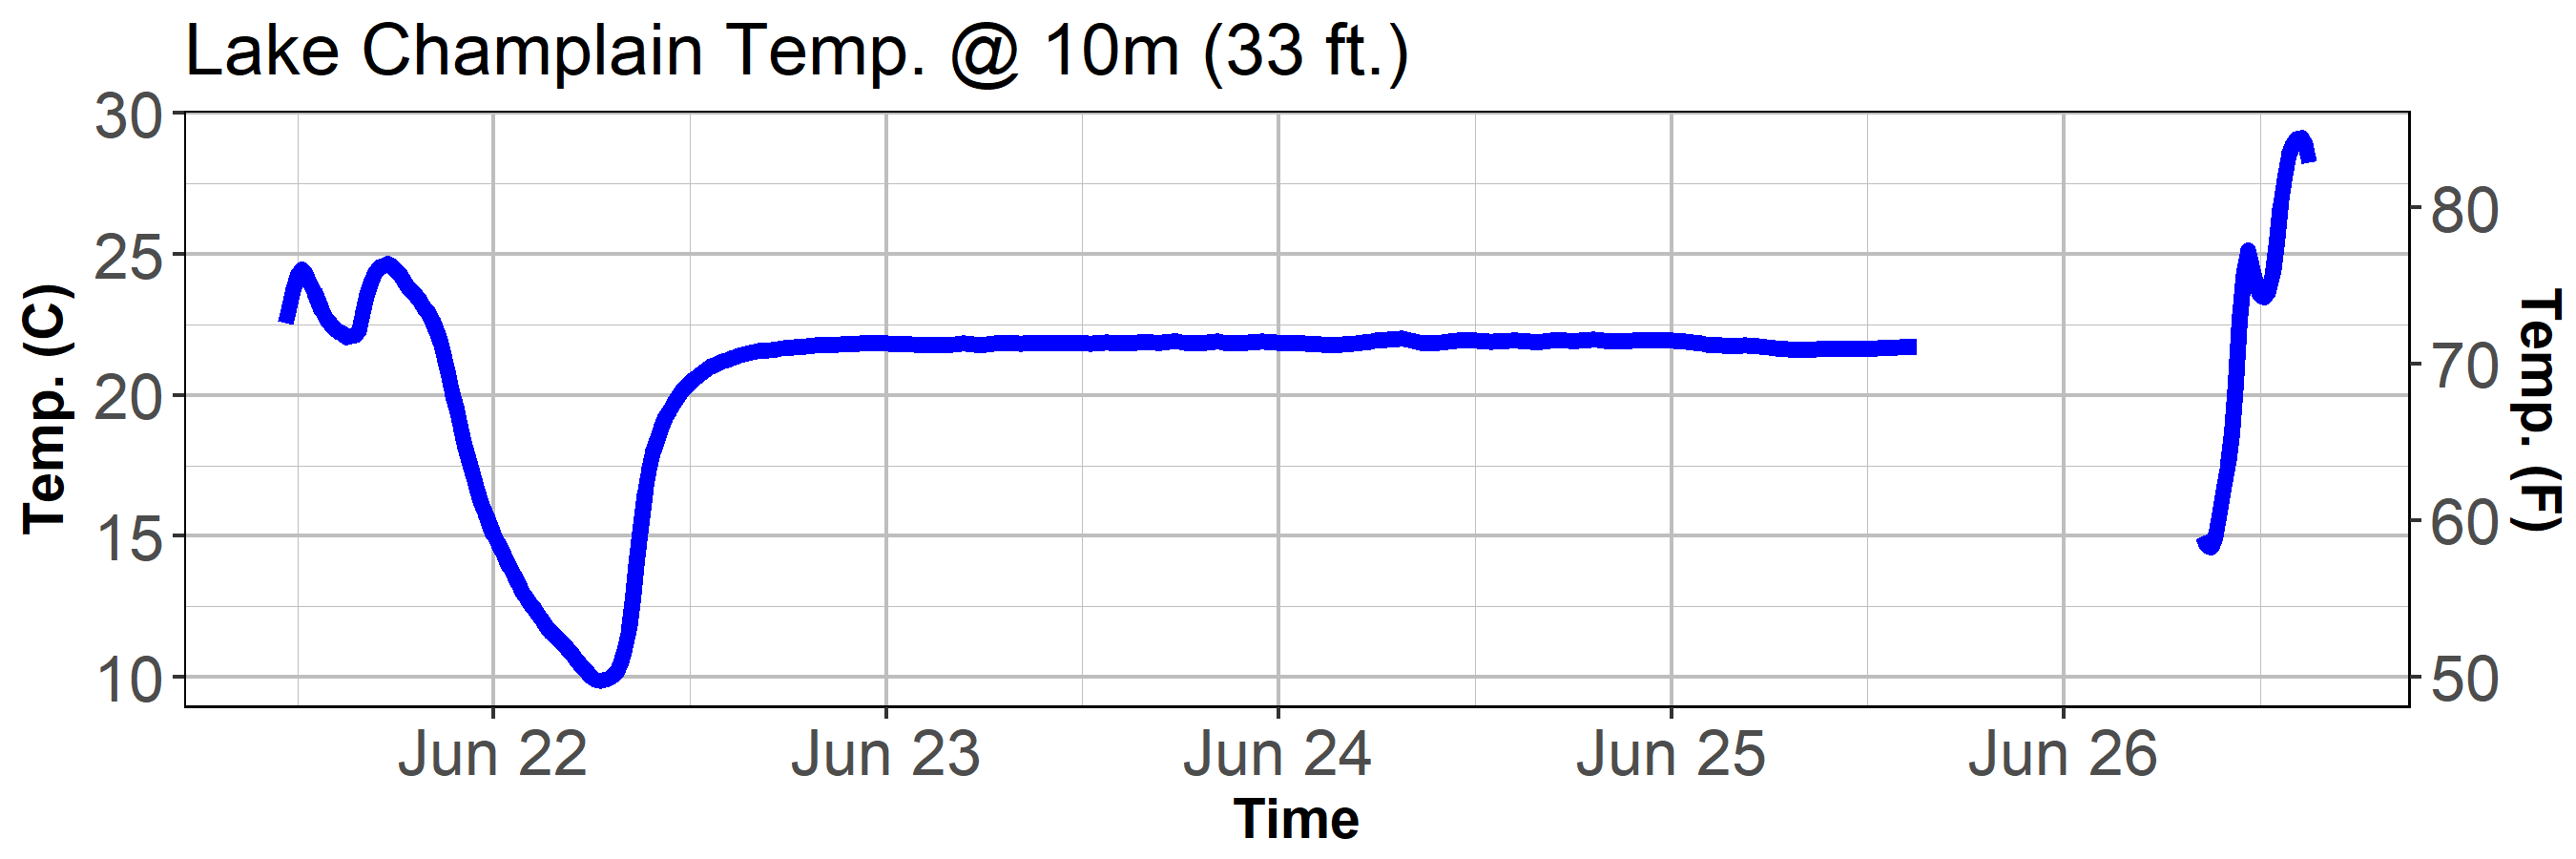 Lake Champlain Temp. @ 10m (33 ft.)
30
25
20
15
10
Temp. (C)
80
70
60
50
Temp. (F)
Jun 22 Jun 23 Jun 24 Jun 25 Jun 26
Time